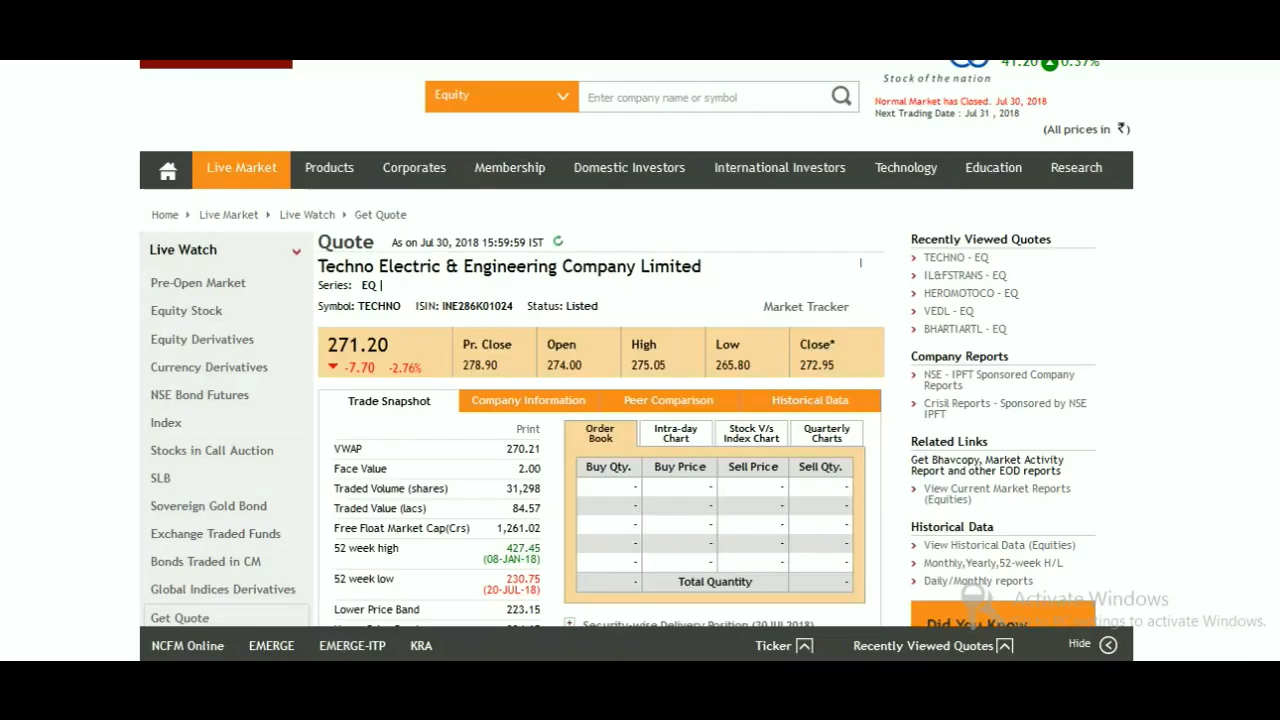 41.20 0.37%
Stock of the nation
Equity
Enter company name or symbol
Normal Market has Closed. Jul 30, 2018
Next Trading Date : Jul 31 , 2018
(All prices in ₹)
Live Market Products Corporates Membership Domestic Investors International Investors Technology Education Research
Home Live Market Live Watch Get Quote
Live Watch
Pre-Open Market
Equity Stock
Equity Derivatives
Currency Derivatives
NSE Bond Futures
Index
Stocks in Call Auction
SLB
Sovereign Gold Bond
Exchange Traded Funds
Bonds Traded in CM
Global Indices Derivatives
Get Quote
Quote As on Jul 30, 2018 15:59:59 IST
Techno Electric & Engineering Company Limited |
Series: EQ |
Symbol: TECHNO ISIN: INE286K01024 Status: Listed Market Tracker
271.20 Pr. Close Open High Low Close*
-7.70 -2.76% 278.90 274.00 275.05 265.80 272.95
Trade Snapshot Company Information Peer Comparison Historical Data
Print
VWAP 270.21
Face Value 2.00
Traded Volume (shares) 31,298
Traded Value (lacs) 84.57
Free Float Market Cap(Crs) 1,261.02
52 week high 427.45
(08-JAN-18)
52 week low 230.75
(20-JUL-18)
Lower Price Band 223.15
Order Book
Intra-day Chart
Stock V/s Index Chart
Quarterly Charts
Buy Qty. Buy Price Sell Price Sell Qty.
- - - -
- - - -
- - - -
- - - -
- - - -
- Total Quantity -
Security-wise Delivery Position (30JUL2018)
Recently Viewed Quotes
TECHNO - EQ
IL&FSTRANS - EQ
HEROMOTOCO - EQ
VEDL - EQ
BHARTIARTL - EQ
Company Reports
NSE - IPFT Sponsored Company
Reports
Crisil Reports - Sponsored by NSE
IPFT
Related Links
Get Bhavcopy, Market Activity
Report and other EOD reports
View Current Market Reports
(Equities)
Historical Data
View Historical Data (Equities)
Monthly,Yearly,52-week H/L
Daily/Monthly reports
Did You Know
Activate Windows
settings to activate Windows.
NCFM Online EMERGE EMERGE-ITP KRA Ticker Recently Viewed Quotes Hide